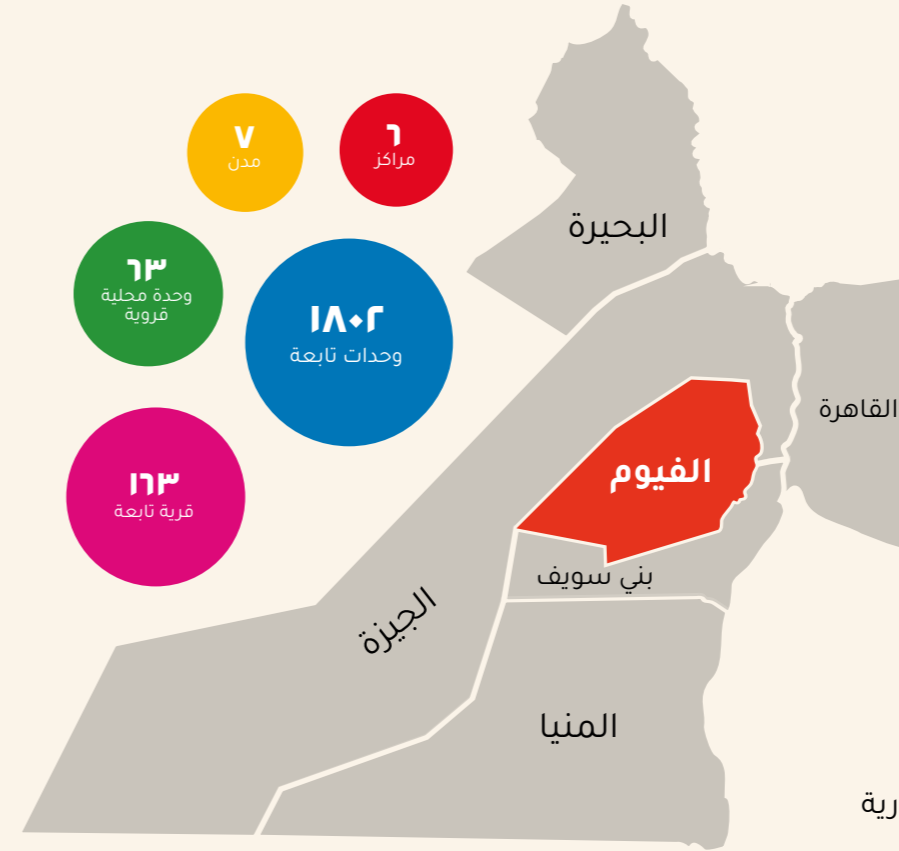 ٦
مراكز
٧
مدن
٦٣
وحدة محلية
قروية
١٨٠٢
وحدات تابعة
١٦٣
قرية تابعة
البحيرة
القاهرة
الفيوم
بني سويف
الجيزة
المنيا
رية